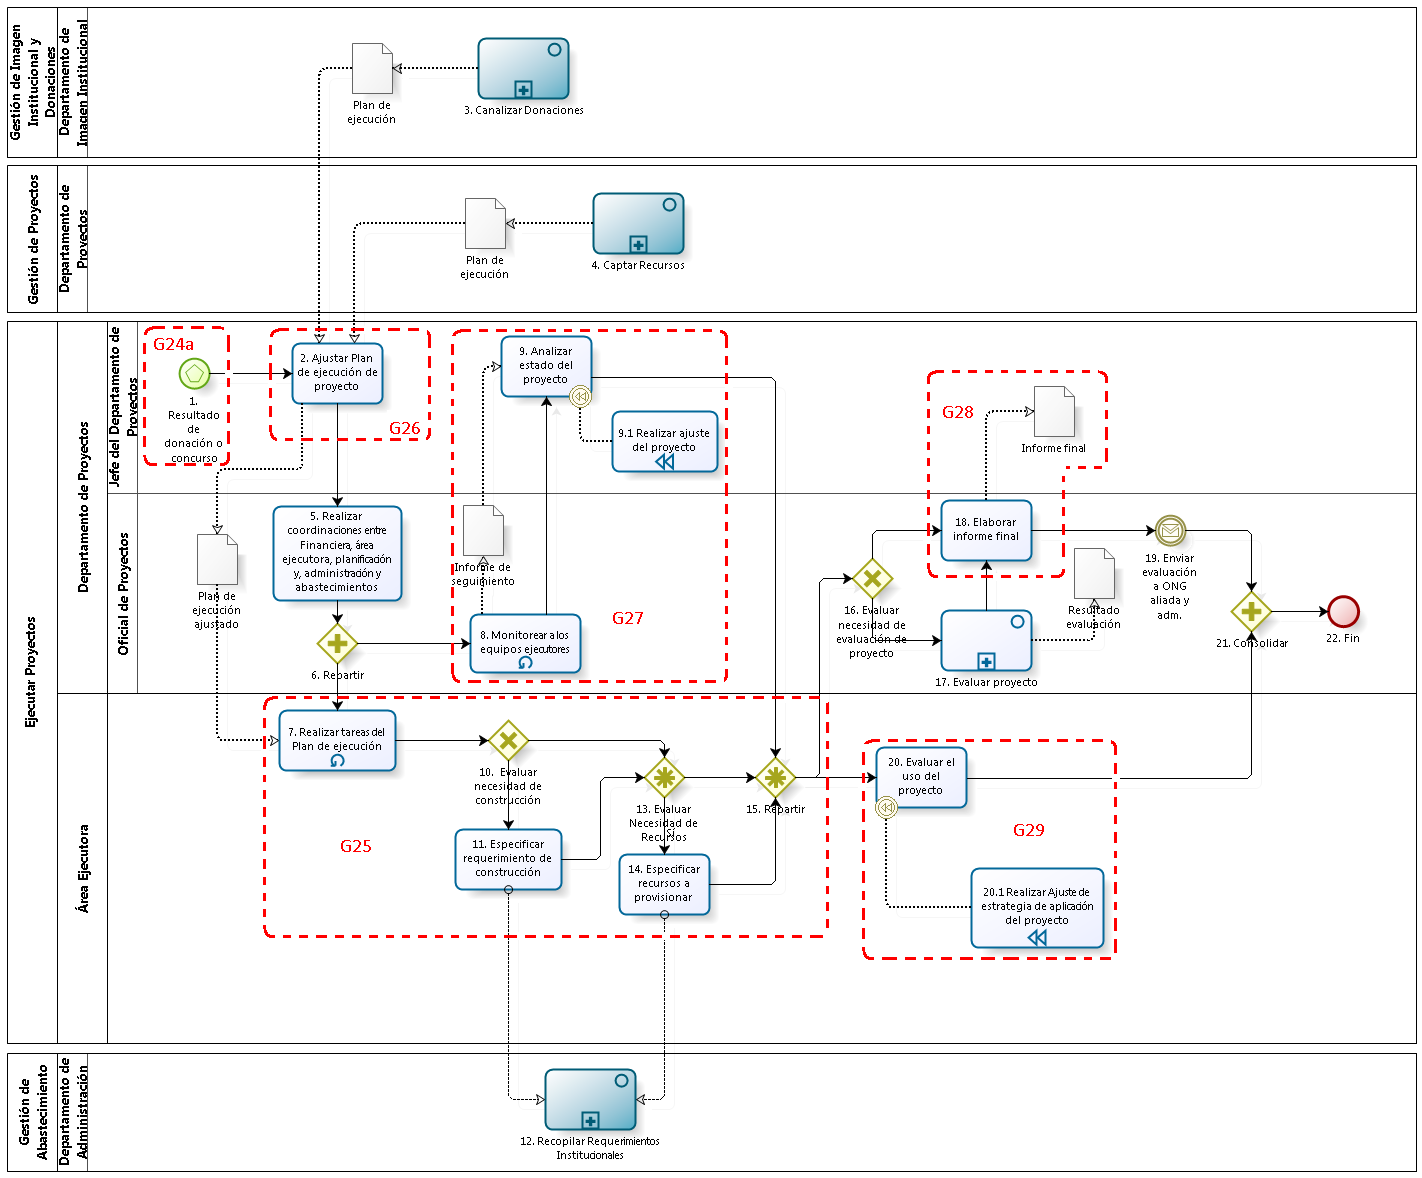 Gestión de Imagen
Institucional y
Donaciones
Departamento de
Imagen Institucional
Plan de
ejecución
3. Canalizar Donaciones
Gestión de Proyectos
Departamento de
Proyectos
Plan de
ejecución
4. Captar Recursos
Ejecutar Proyectos
Departamento de Proyectos
Jefe del Departamento de
Proyectos
G24a
1.
Resultado
de
donación o
concurso
2. Ajustar Plan
de ejecución de
proyecto
G26
9. Analizar
estado del
proyecto
9.1 Realizar ajuste
del proyecto
G28
Informe final
Oficial de Proyectos
Plan de
ejecución
ajustado
5. Realizar
coordinaciones entre
Financiera, área
ejecutora, planificación
y, administración y
abastecimientos
6. Repartir
Informe de
seguimiento
8. Monitorear a los
equipos ejecutores
G27
16. Evaluar
necesidad de
evaluación de
proyecto
18. Elaborar
informe final
17. Evaluar proyecto
Resultado
evaluación
19. Enviar
evaluación
a ONG
aliada y
adm.
21. Consolidar
22. Fin
Área Ejecutora
7. Realizar tareas del
Plan de ejecución
10. Evaluar
necesidad de
construcción
G25
11. Especificar
requerimiento de
construcción
13. Evaluar
Necesidad de
Recursos
Sí
14. Especificar
recursos a
provisionar
15. Repartir
20. Evaluar el
uso del
proyecto
G29
20.1 Realizar Ajuste de
estrategia de aplicación
del proyecto
Gestión de
Abastecimiento
Departamento de
Administración
12. Recopilar Requerimientos
Institucionales